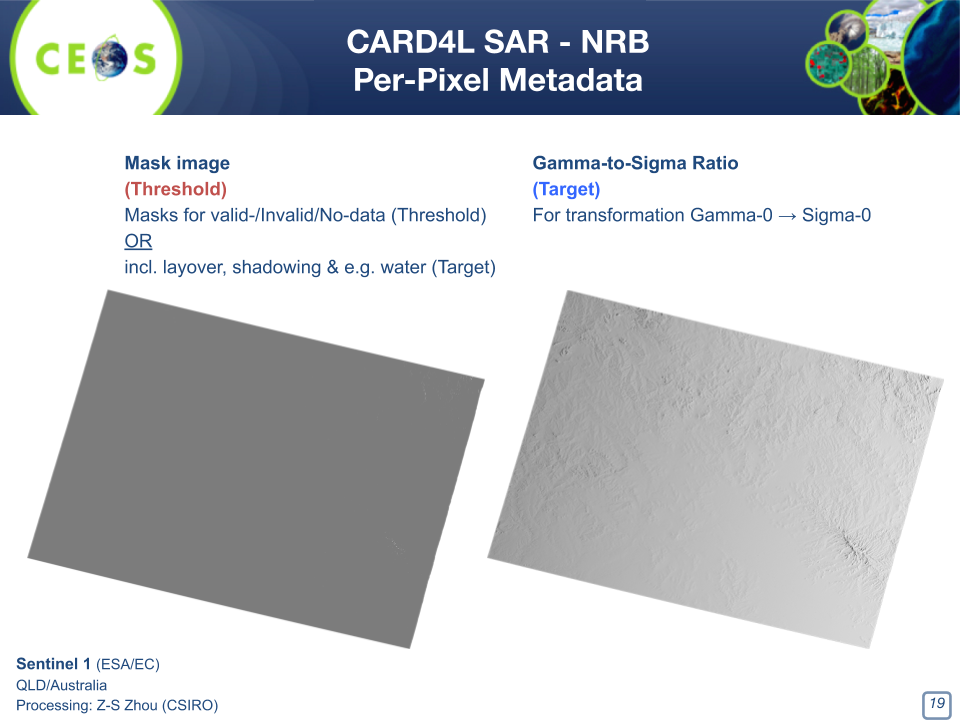 CEOS
CARD4L SAR - NRB
Per-Pixel Metadata
Mask image
(Threshold)
Masks for valid-/Invalid/No-data (Threshold)
OR
incl. layover, shadowing & e.g. water (Target)
Gamma-to-Sigma Ratio
(Target)
For transformation Gamma-0 → Sigma-0
Sentinel 1 (ESA/EC)
QLD/Australia
Processing: Z-S Zhou (CSIRO)
19